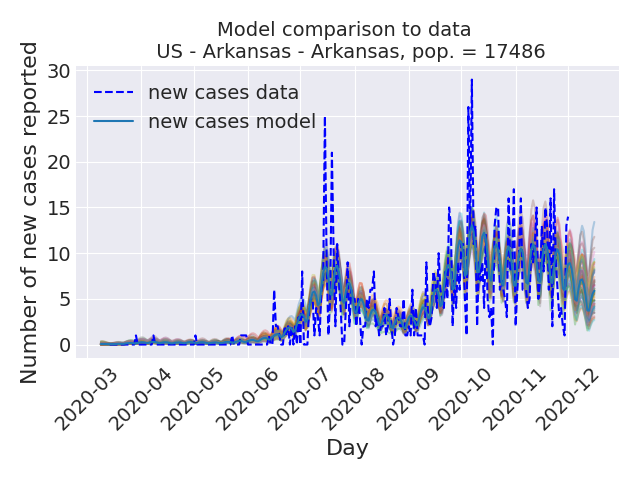 Model comparison to data
US - Arkansas - Arkansas, pop. = 17486
Number of new cases reported
30
25
20
15
10
5
0
new cases data
new cases model
2020-03
2020-04
2020-05
2020-06
2020-07
2020-08
2020-09
2020-10
2020-11
2020-12
Day